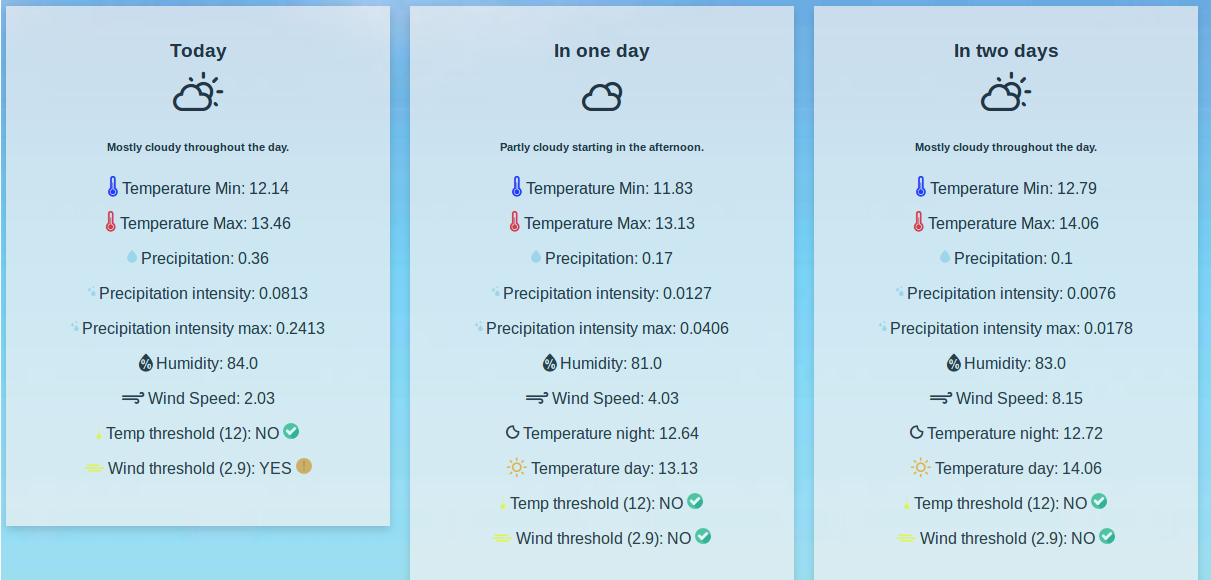 Today
Mostly cloudy throughout the day.
Temperature Min: 12.14
Temperature Max: 13.46
Precipitation: 0.36
Precipitation intensity: 0.0813
Precipitation intensity max: 0.2413
Humidity: 84.0
Wind Speed: 2.03
Temp threshold (12): NO
Wind threshold (2.9): YES
In one day
Partly cloudy starting in the afternoon.
Temperature Min: 11.83
Temperature Max: 13.13
Precipitation: 0.17
Precipitation intensity: 0.0127
Precipitation intensity max: 0.0406
Humidity: 81.0
Wind Speed: 4.03
Temperature night: 12.64
Temperature day: 13.13
Temp threshold (12): NO
Wind threshold (2.9): NO
In two days
Mostly cloudy throughout the day.
Temperature Min: 12.79
Temperature Max: 14.06
Precipitation: 0.1
Precipitation intensity: 0.0076
Precipitation intensity max: 0.0178
Humidity: 83.0
Wind Speed: 8.15
Temperature night: 12.72
Temperature day: 14.06
Temp threshold (12): NO
Wind threshold (2.9): NO